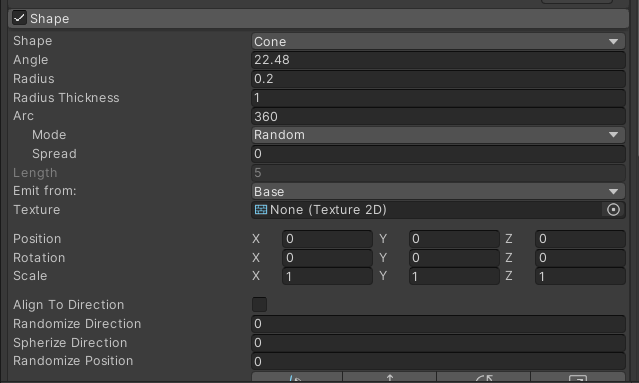 Shape
Shape Cone
Angle 22.48
Radius 0.2
Radius Thickness 1
Arc 360
Mode Random
Spread 0
Length 5
Emit from: Base
Texture None (Texture 2D)
Position X 0 Y 0 Z 0
Rotation X 0 Y 0 Z 0
Scale X 1 Y 1 Z 1
Align To Direction
Randomize Direction 0
Spherize Direction 0
Randomize Position 0